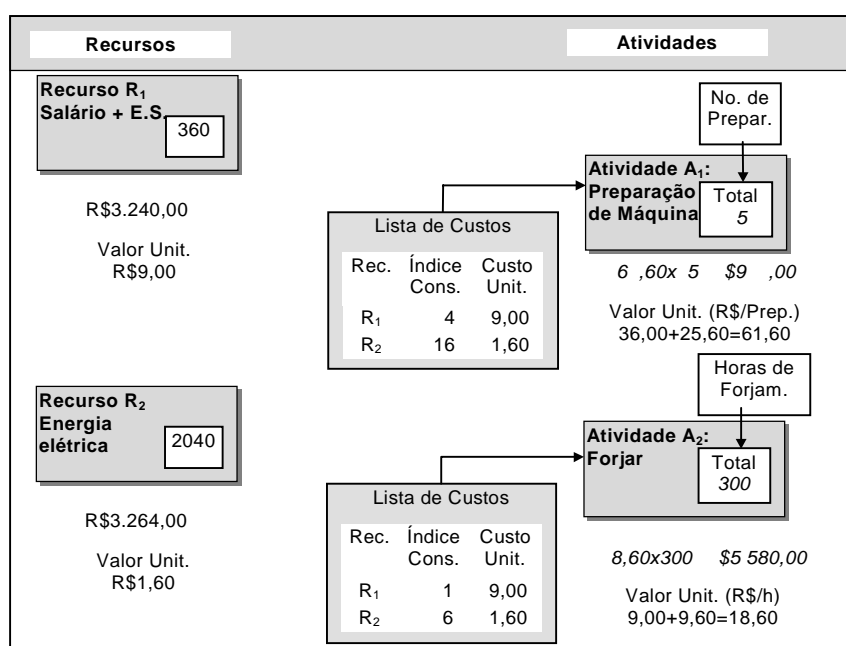 Recursos
Atividades
Recurso R₁
Salário + E.S.
360
R$3.240,00
Valor Unit.
R$9,00
No. de
Prepar.
Atividade A₁:
Preparação
de Máquina
Total
5
Lista de Custos
Rec. Índice Custo
Cons. Unit.
R₁ 4 9,00
R₂ 16 1,60
6 ,60x 5 $9 ,00
Valor Unit. (R$/Prep.)
36,00+25,60=61,60
Recurso R₂
Energia
elétrica
2040
R$3.264,00
Valor Unit.
R$1,60
Horas de
Forjam.
Atividade A₂:
Forjar
Total
300
Lista de Custos
Rec. Índice Custo
Cons. Unit.
R₁ 1 9,00
R₂ 6 1,60
8,60x300 $5 580,00
Valor Unit. (R$/h)
9,00+9,60=18,60